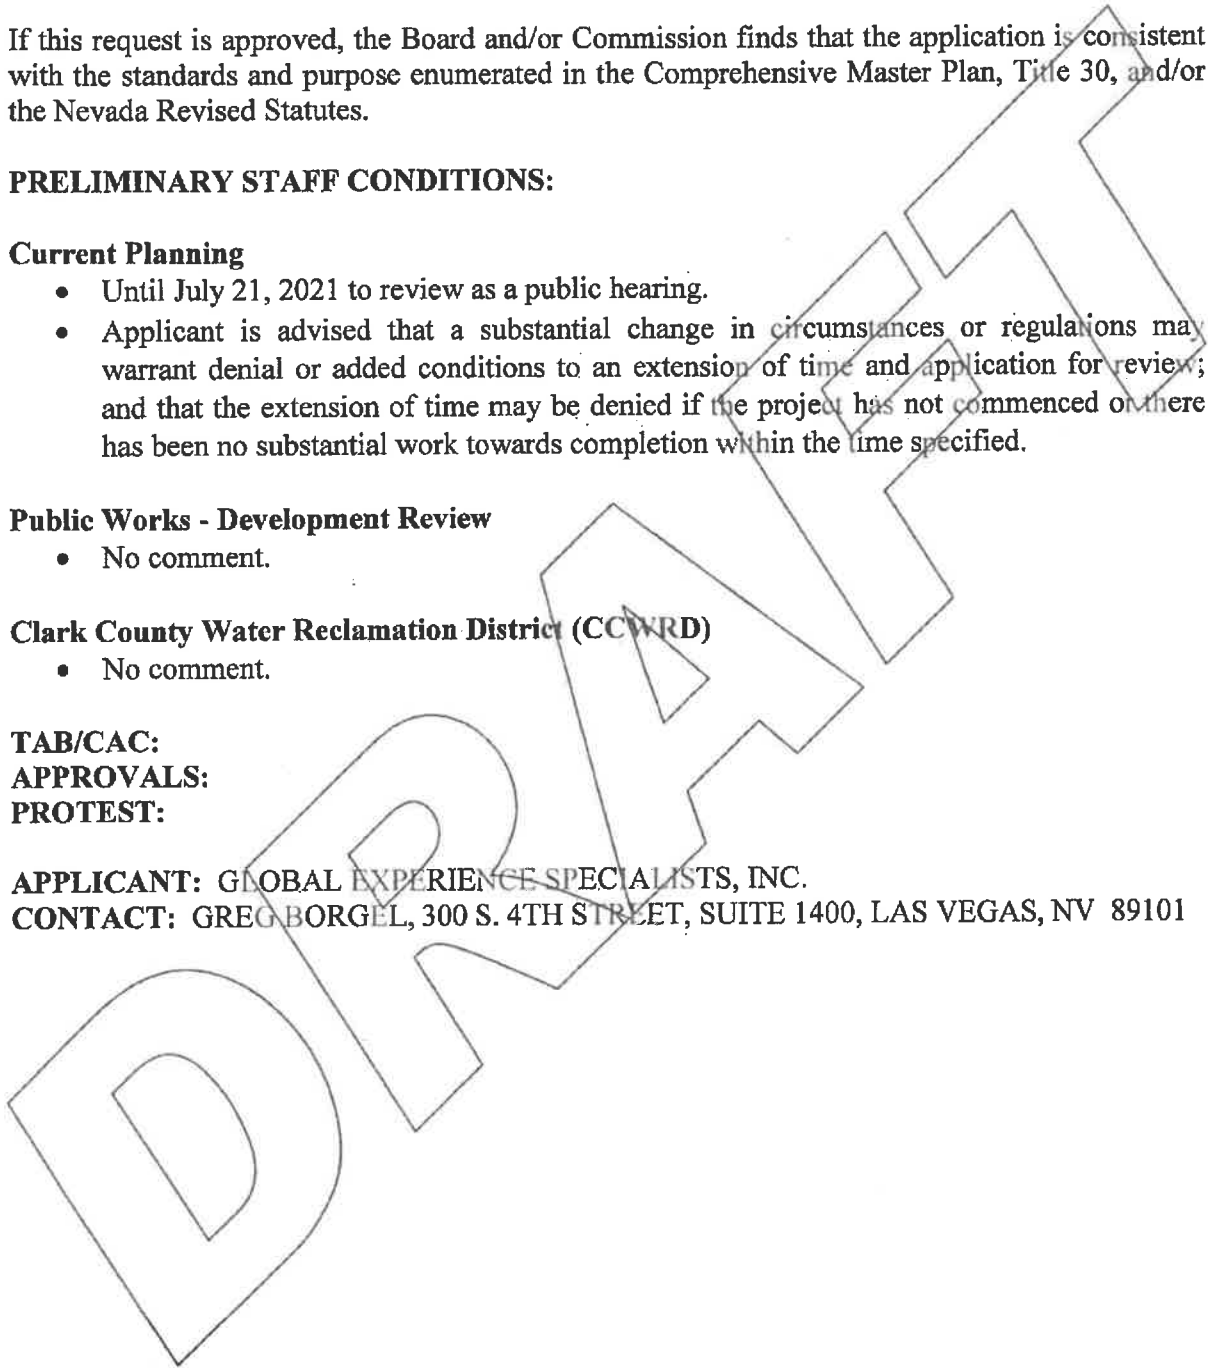 If this request is approved, the Board and/or Commission finds that the application is consistent
with the standards and purpose enumerated in the Comprehensive Master Plan, Title 30, and/or
the Nevada Revised Statutes.
PRELIMINARY STAFF CONDITIONS:
Current Planning
• Until July 21, 2021 to review as a public hearing.
• Applicant is advised that a substantial change in circumstances or regulations may
warrant denial or added conditions to an extension of time and application for review;
and that the extension of time may be denied if the project has not commenced or there
has been no substantial work towards completion within the time specified.
Public Works - Development Review
• No comment.
Clark County Water Reclamation District (CCWRD)
• No comment.
TAB/CAC:
APPROVALS:
PROTEST:
APPLICANT: GLOBAL EXPERIENCE SPECIALISTS, INC.
CONTACT: GREG BORGEL, 300 S. 4TH STREET, SUITE 1400, LAS VEGAS, NV 89101
DRAFT